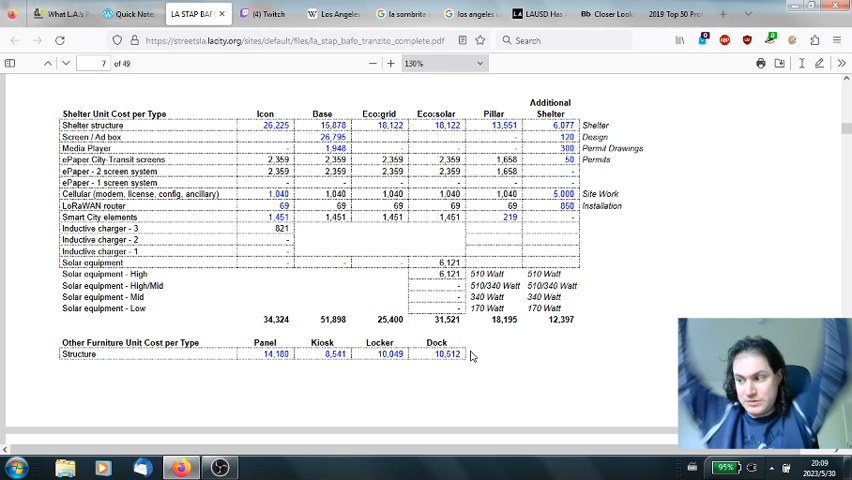 What L.A.'s P
Quick Note
LA STAP BAFO
(4) Twitch
Los Angeles
la sombrita
los angeles c
LAUSD Has A
Closer Look
2019 Top 50 Prof
https://streetsla.lacity.org/sites/default/files/la_stap_bafo_tranzito_complete.pdf
Search
7 of 49
130%
Additional
Shelter Unit Cost per Type Icon Base Eco:grid Eco:solar Pillar Shelter
Shelter structure 26,225 15,878 18,122 18,122 13,551 6,077 Shelter
Screen / Ad box 26,795 120 Design
Media Player - 1,948 - - - 300 Permit Drawings
ePaper City-Transit screens 2,359 2,359 2,359 2,359 1,658 50 Permits
ePaper - 2 screen system 2,359 2,359 2,359 2,359 1,658 -
ePaper - 1 screen system - - - - - -
Cellular (modem, license, config, ancillary) 1,040 1,040 1,040 1,040 1,040 5,000 Site Work
LoRaWAN router 69 69 69 69 69 850 Installation
Smart City elements 1,451 1,451 1,451 1,451 219 -
Inductive charger - 3 821
Inductive charger - 2 -
Inductive charger - 1 -
Solar equipment - - - 6,121
Solar equipment - High 6,121 510 Watt 510 Watt
Solar equipment - High/Mid - 510/340 Watt 510/340 Watt
Solar equipment - Mid - 340 Watt 340 Watt
Solar equipment - Low - 170 Watt 170 Watt
34,324 51,898 25,400 31,521 18,195 12,397
Other Furniture Unit Cost per Type Panel Kiosk Locker Dock
Structure 14,180 8,541 10,049 10,512
95%
20:09
2023/5/30